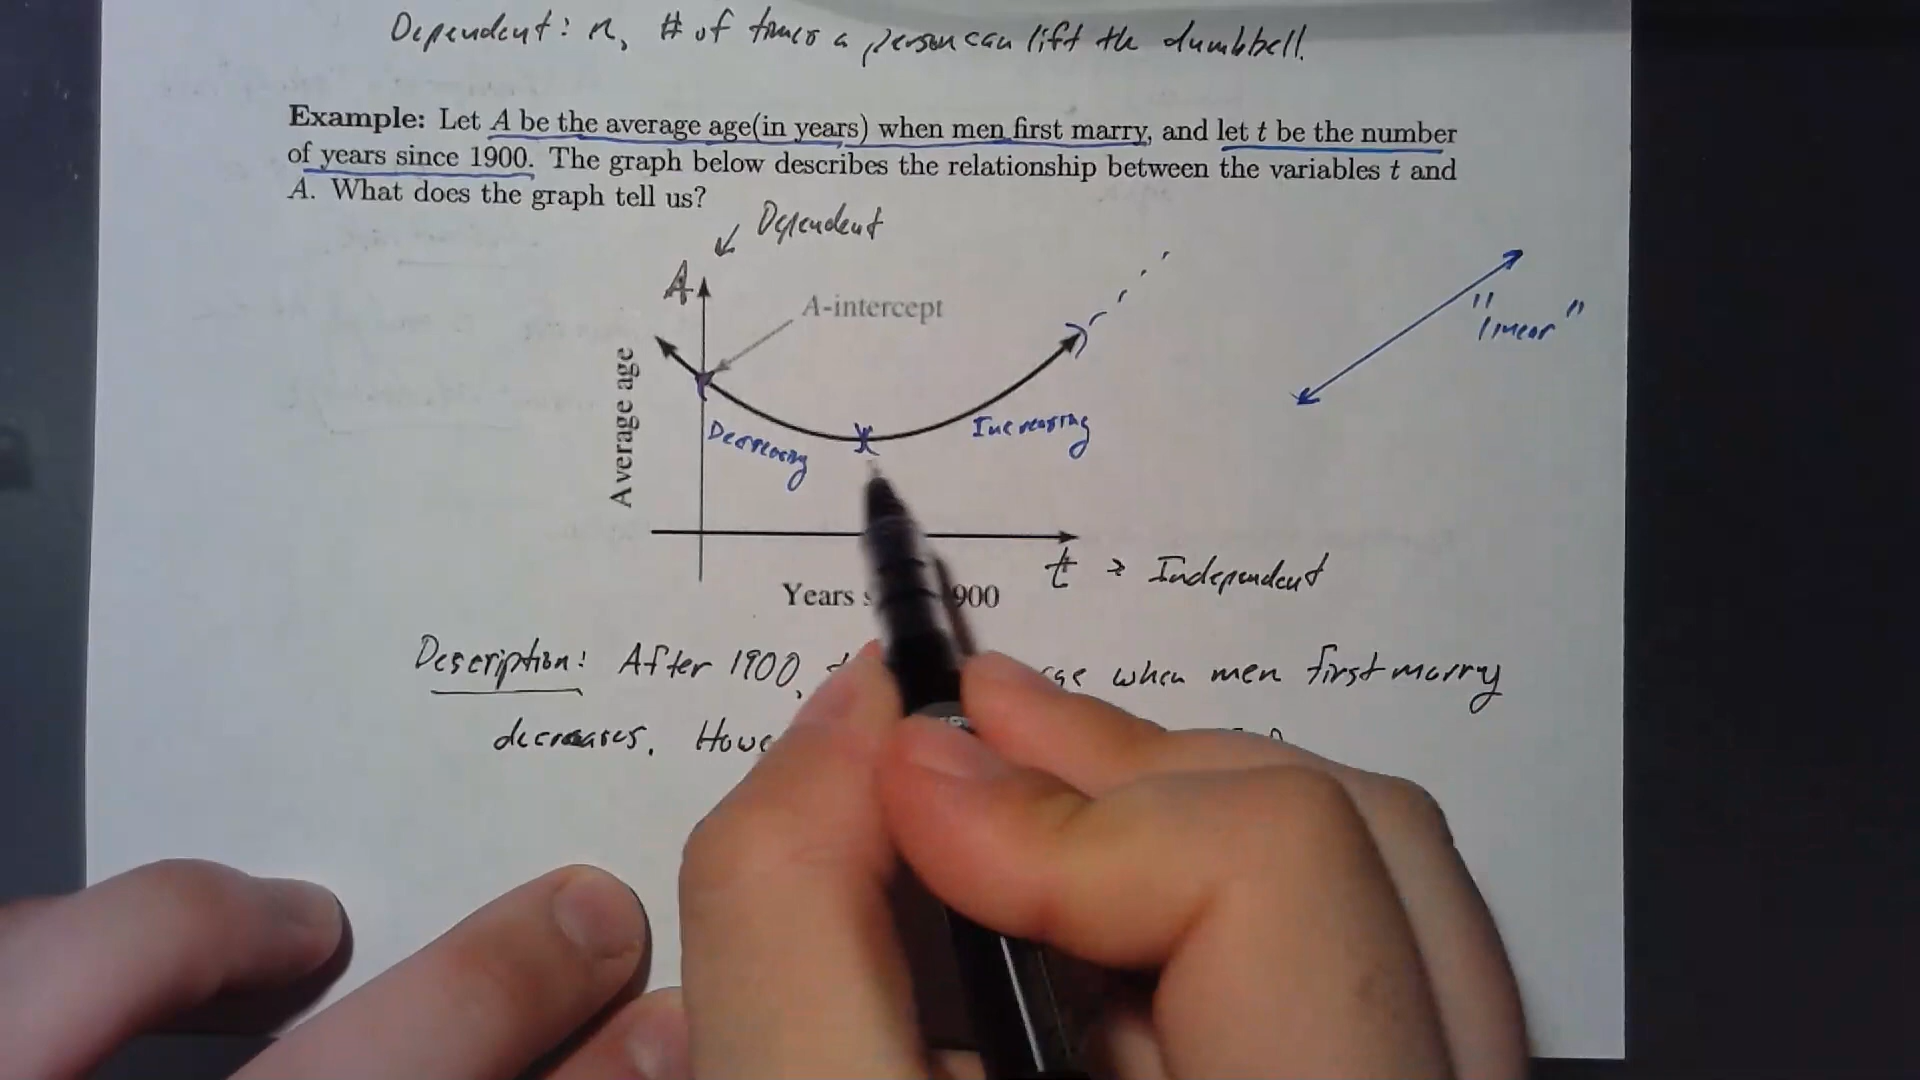 Dependent: n, # of times a person can lift the dumbbell.
Example: Let A be the average age(in years) when men first marry, and let t be the number
of years since 1900. The graph below describes the relationship between the variables t and
A. What does the graph tell us?
Dependent
A
A-intercept
"linear"
Average age
Decreasing
Increasing
t → Independent
Years 900
Description: After 1900, when men first marry
decreases.